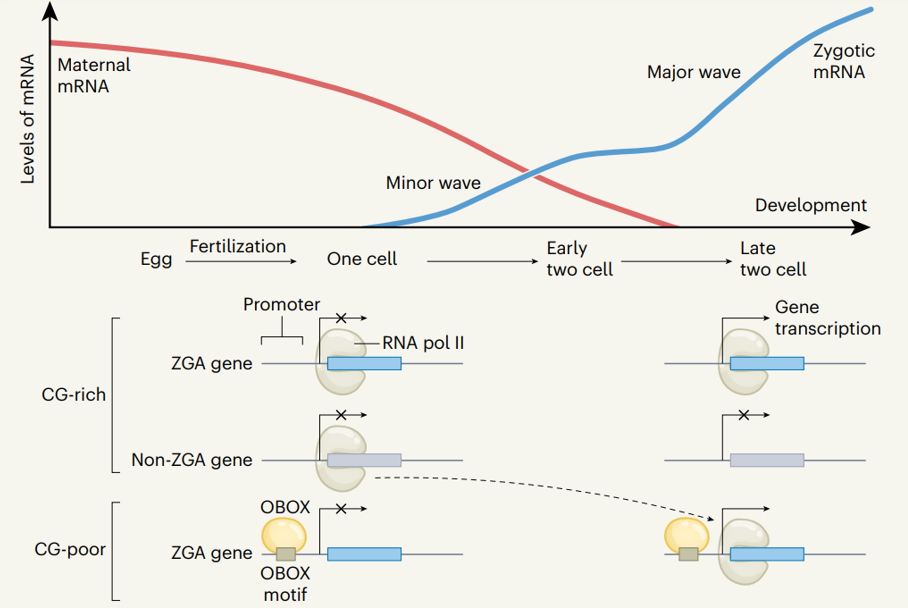 Levels of mRNA
Maternal
mRNA
Minor wave
Major wave
Zygotic
mRNA
Development
Egg
Fertilization
One cell
Early
two cell
Late
two cell
Promoter
Gene
transcription
RNA pol II
CG-rich
ZGA gene
Non-ZGA gene
CG-poor
OBOX
ZGA gene
OBOX
motif